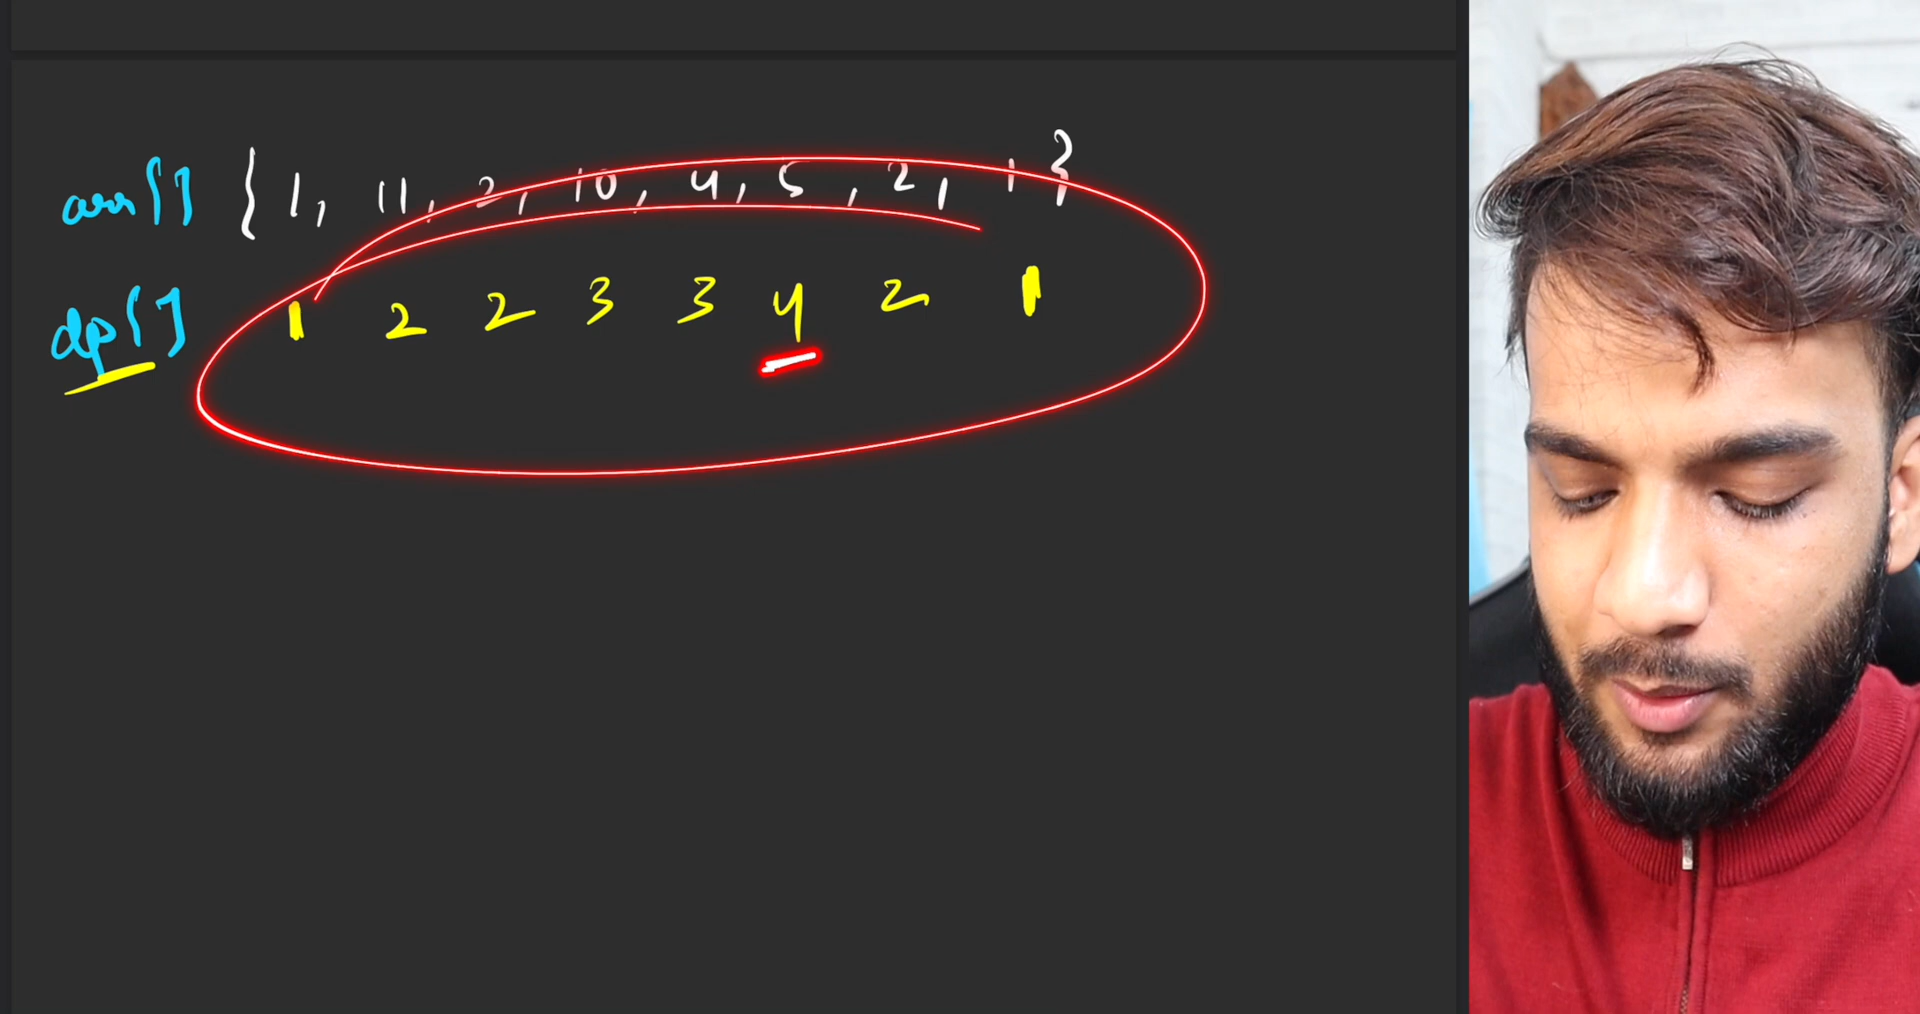 arr[] { 1, 11, 2, 10, 4, 5, 2, 1 }
dp[] 1 2 2 3 3 4 2 1